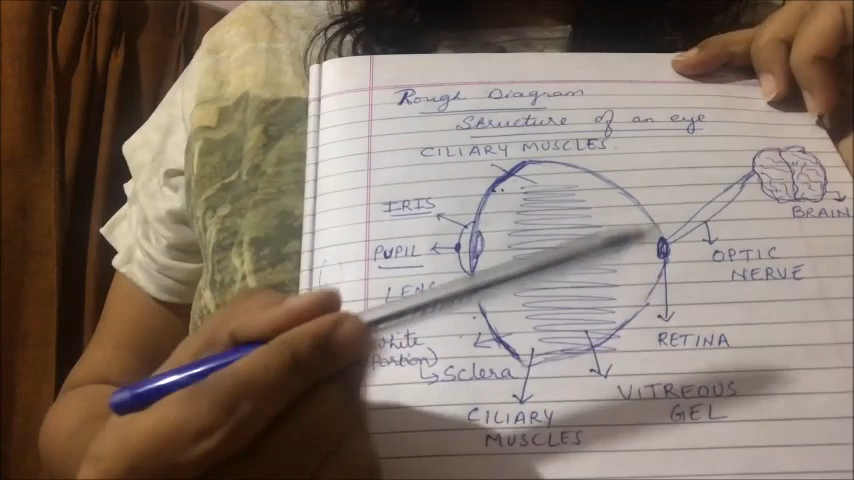 Rough Diagram
Structure of an eye
CILIARY MUSCLES.
IRIS
PUPIL
LENS
white
portion)
Sclera
CILIARY
MUSCLES
VITREOUS
GEL
RETINA
OPTIC
NERVE
BRAIN